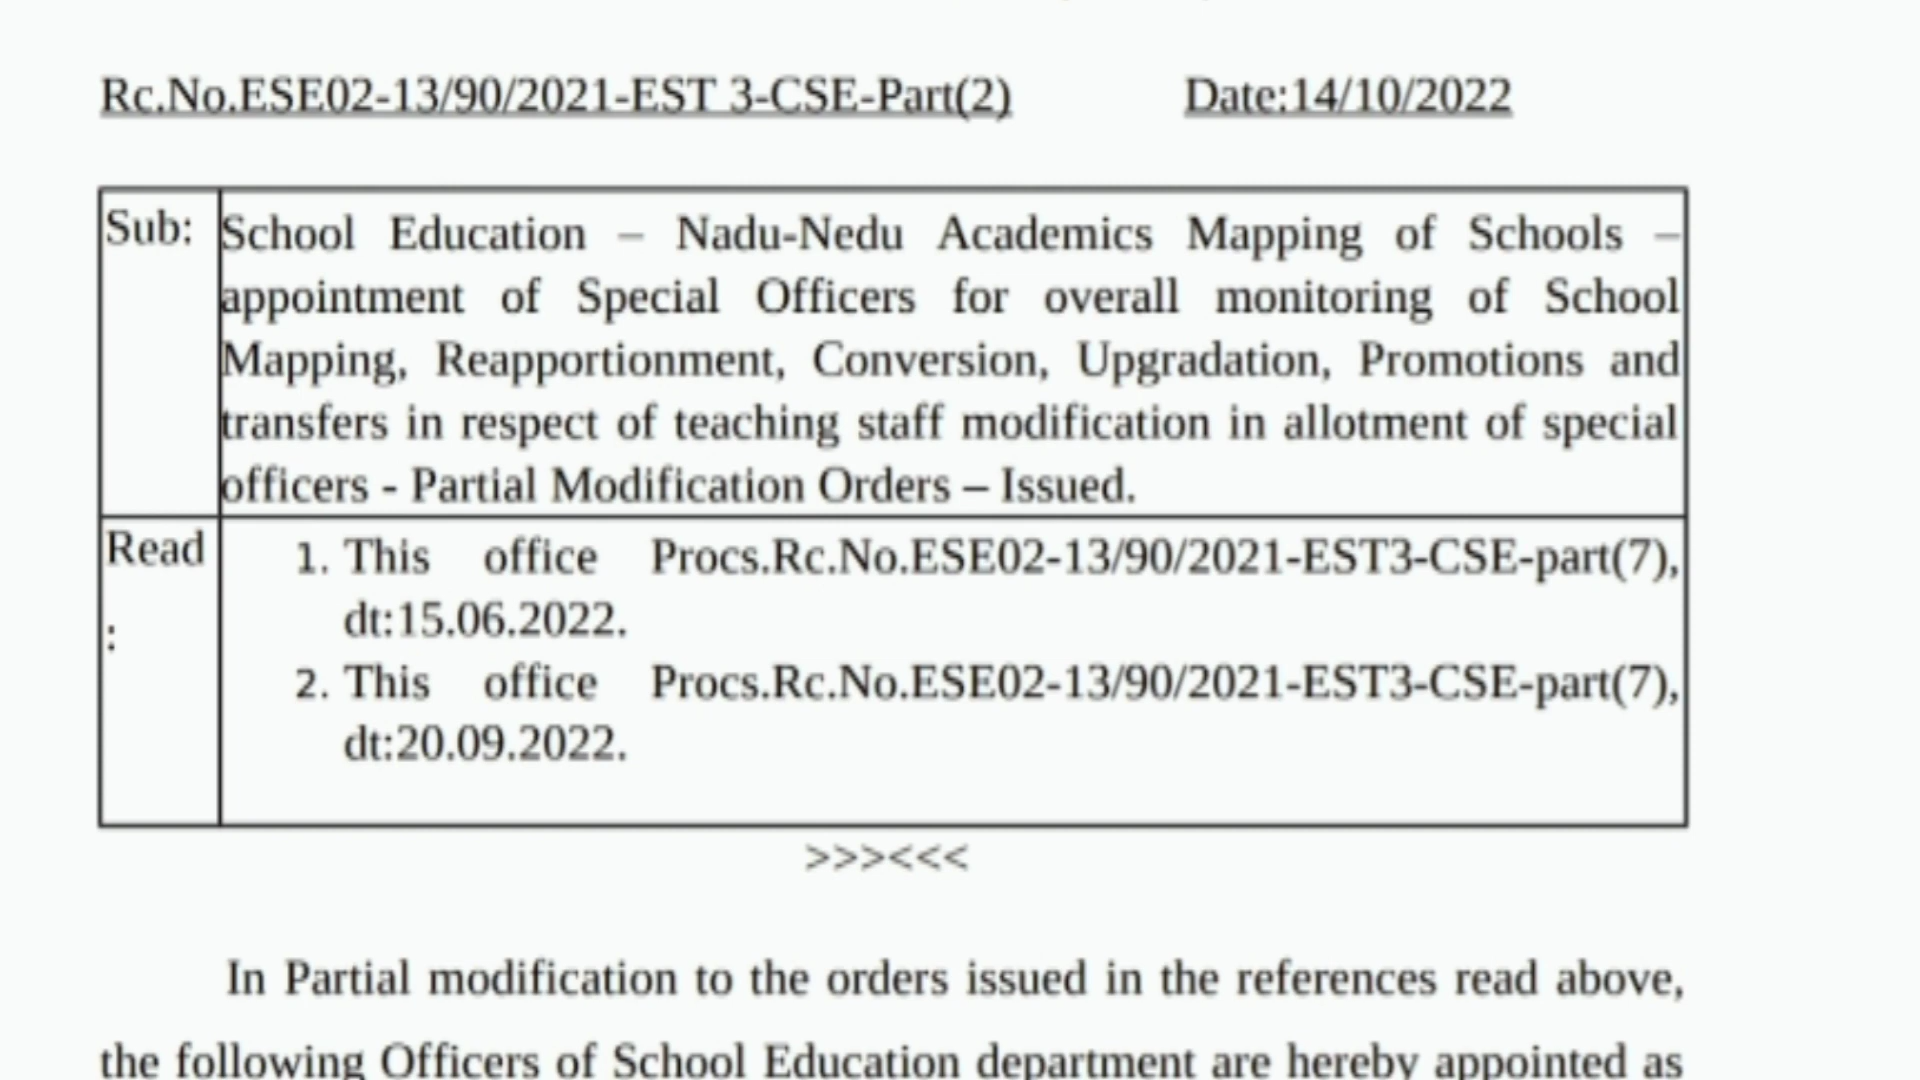 Rc.No.ESE02-13/90/2021-EST 3-CSE-Part(2) Date:14/10/2022
Sub: School Education – Nadu-Nedu Academics Mapping of Schools –
appointment of Special Officers for overall monitoring of School
Mapping, Reapportionment, Conversion, Upgradation, Promotions and
transfers in respect of teaching staff modification in allotment of special
officers - Partial Modification Orders – Issued.
Read
:
1. This office Procs.Rc.No.ESE02-13/90/2021-EST3-CSE-part(7),
dt:15.06.2022.
2. This office Procs.Rc.No.ESE02-13/90/2021-EST3-CSE-part(7),
dt:20.09.2022.
>>><<<
In Partial modification to the orders issued in the references read above,
the following Officers of School Education department are hereby appointed as